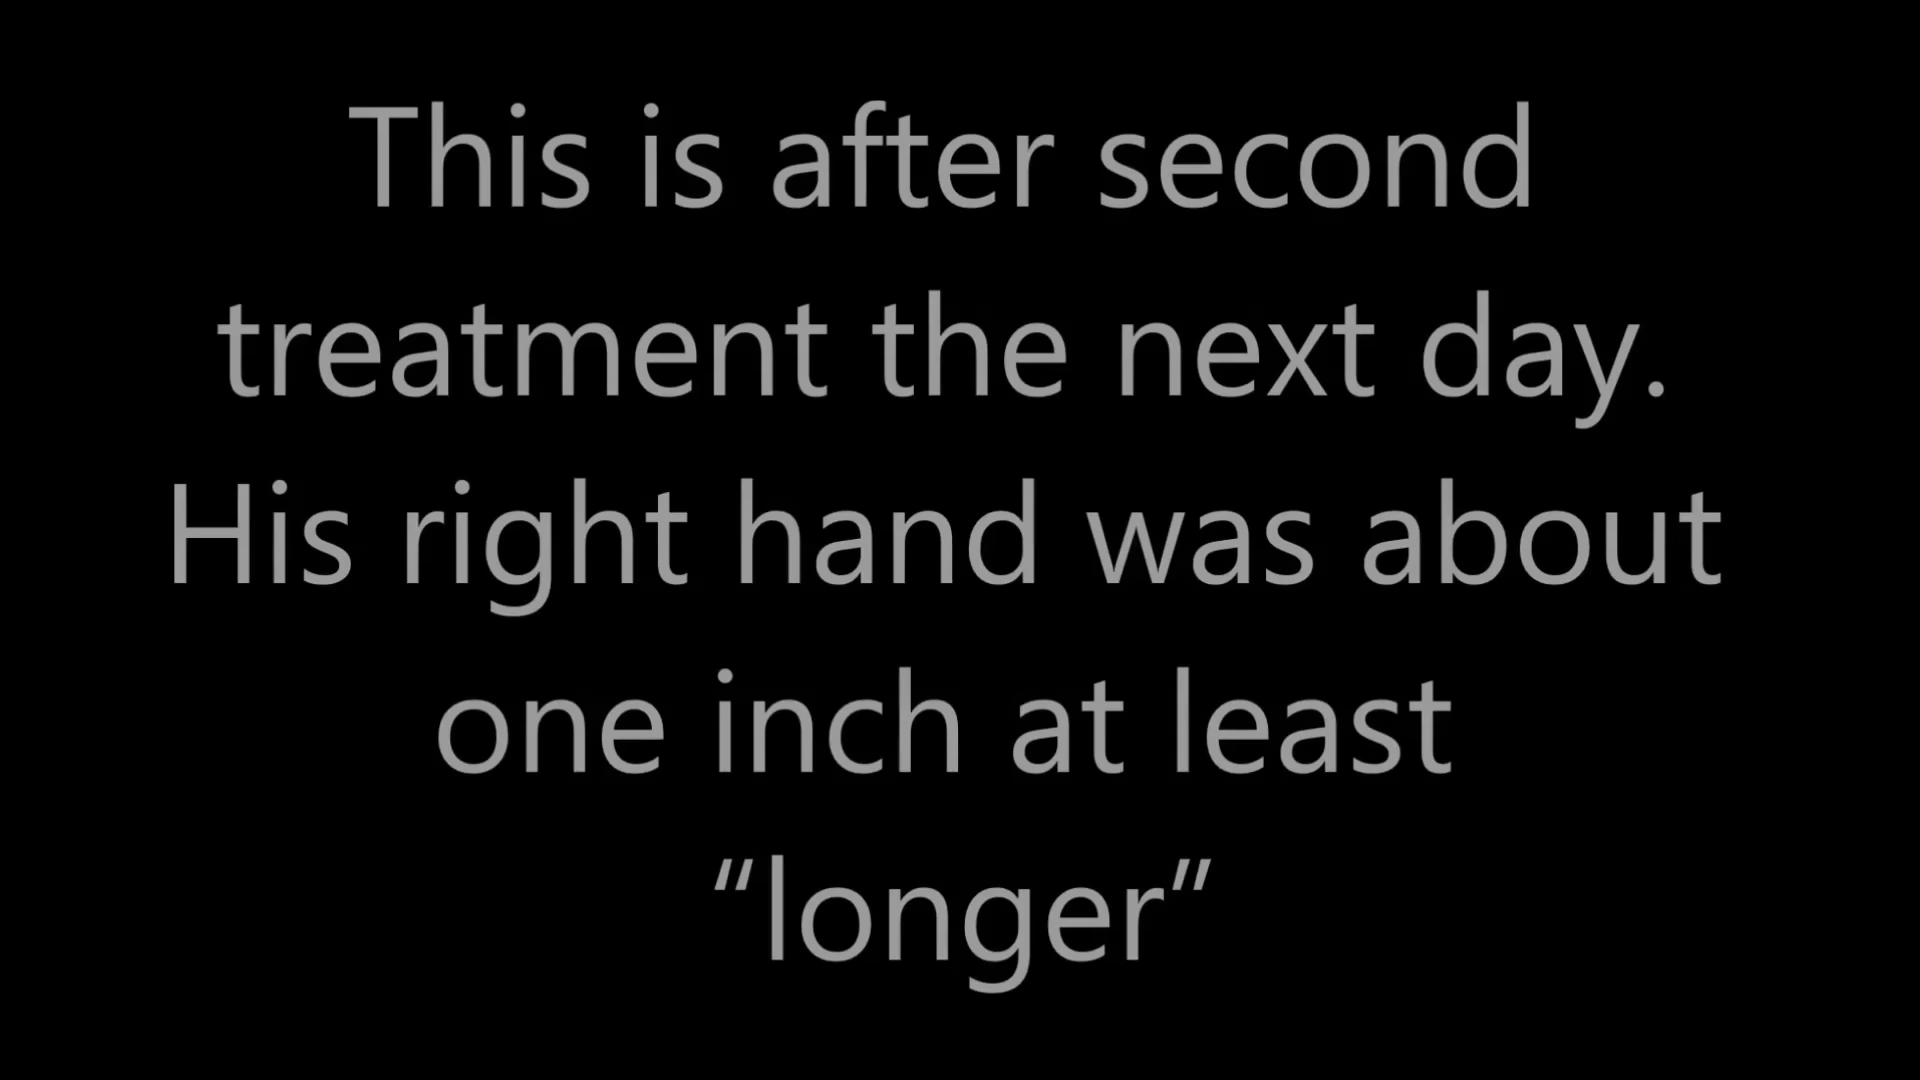 This is after second
treatment the next day.
His right hand was about
one inch at least
“longer”